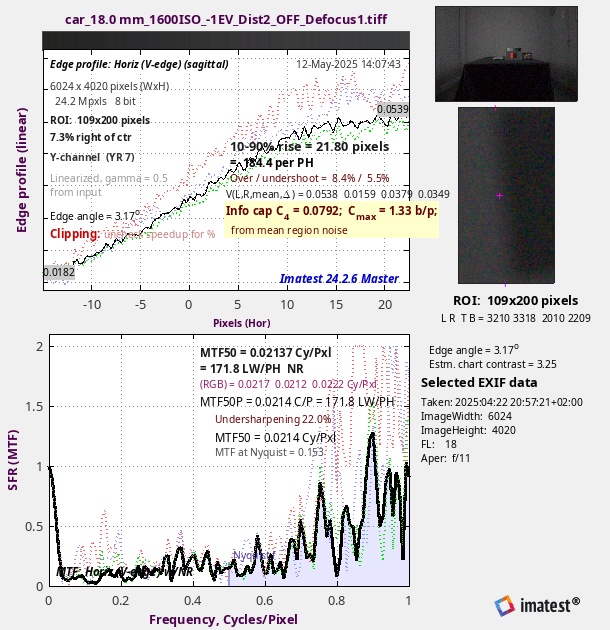 car_18.0 mm_1600ISO_-1EV_Dist2_OFF_Defocus1.tiff
Edge profile: Horiz (V-edge) (sagittal)
12-May-2025 14:07:43
6024 x 4020 pixels (WxH)
24.2 Mpxls 8 bit
0.0539
ROI: 109x200 pixels
7.3% right of ctr
10-90% rise = 21.80 pixels
Y-channel (YR 7)
= 184.4 per PH
Linearized, gamma = 0.5
from input
Over / undershoot = 8.4% / 5.5%
V(L,R,mean,Δ) = 0.0538 0.0159 0.0379 0.0349
Edge angle = 3.17°
Info cap C4 = 0.0792; Cmax = 1.33 b/p;
from mean region noise
Clipping:
speedup for %
0.0182
Imatest 24.2.6 Master
Edge profile (linear)
-10 -5 0 5 10 15 20
Pixels (Hor)
ROI: 109x200 pixels
L R T B = 3210 3318 2010 2209
MTF50 = 0.02137 Cy/Pxl
= 171.8 LW/PH NR
(RGB) = 0.0217 0.0212 0.0222 Cy/Pxl
MTF50P = 0.0214 C/P = 171.8 LW/PH
Undersharpening 22.0%
MTF50 = 0.0214 Cy/Pxl
MTF at Nyquist = 0.153
Nyquist
MTF Horiz V-edge w/NR
SFR (MTF)
2
1.5
1
0.5
0
0 0.2 0.4 0.6 0.8 1
Frequency, Cycles/Pixel
Edge angle = 3.17°
Estm. chart contrast = 3.25
Selected EXIF data
Taken: 2025:04:22 20:57:21+02:00
ImageWidth: 6024
ImageHeight: 4020
FL: 18
Aper: f/11
imatest®